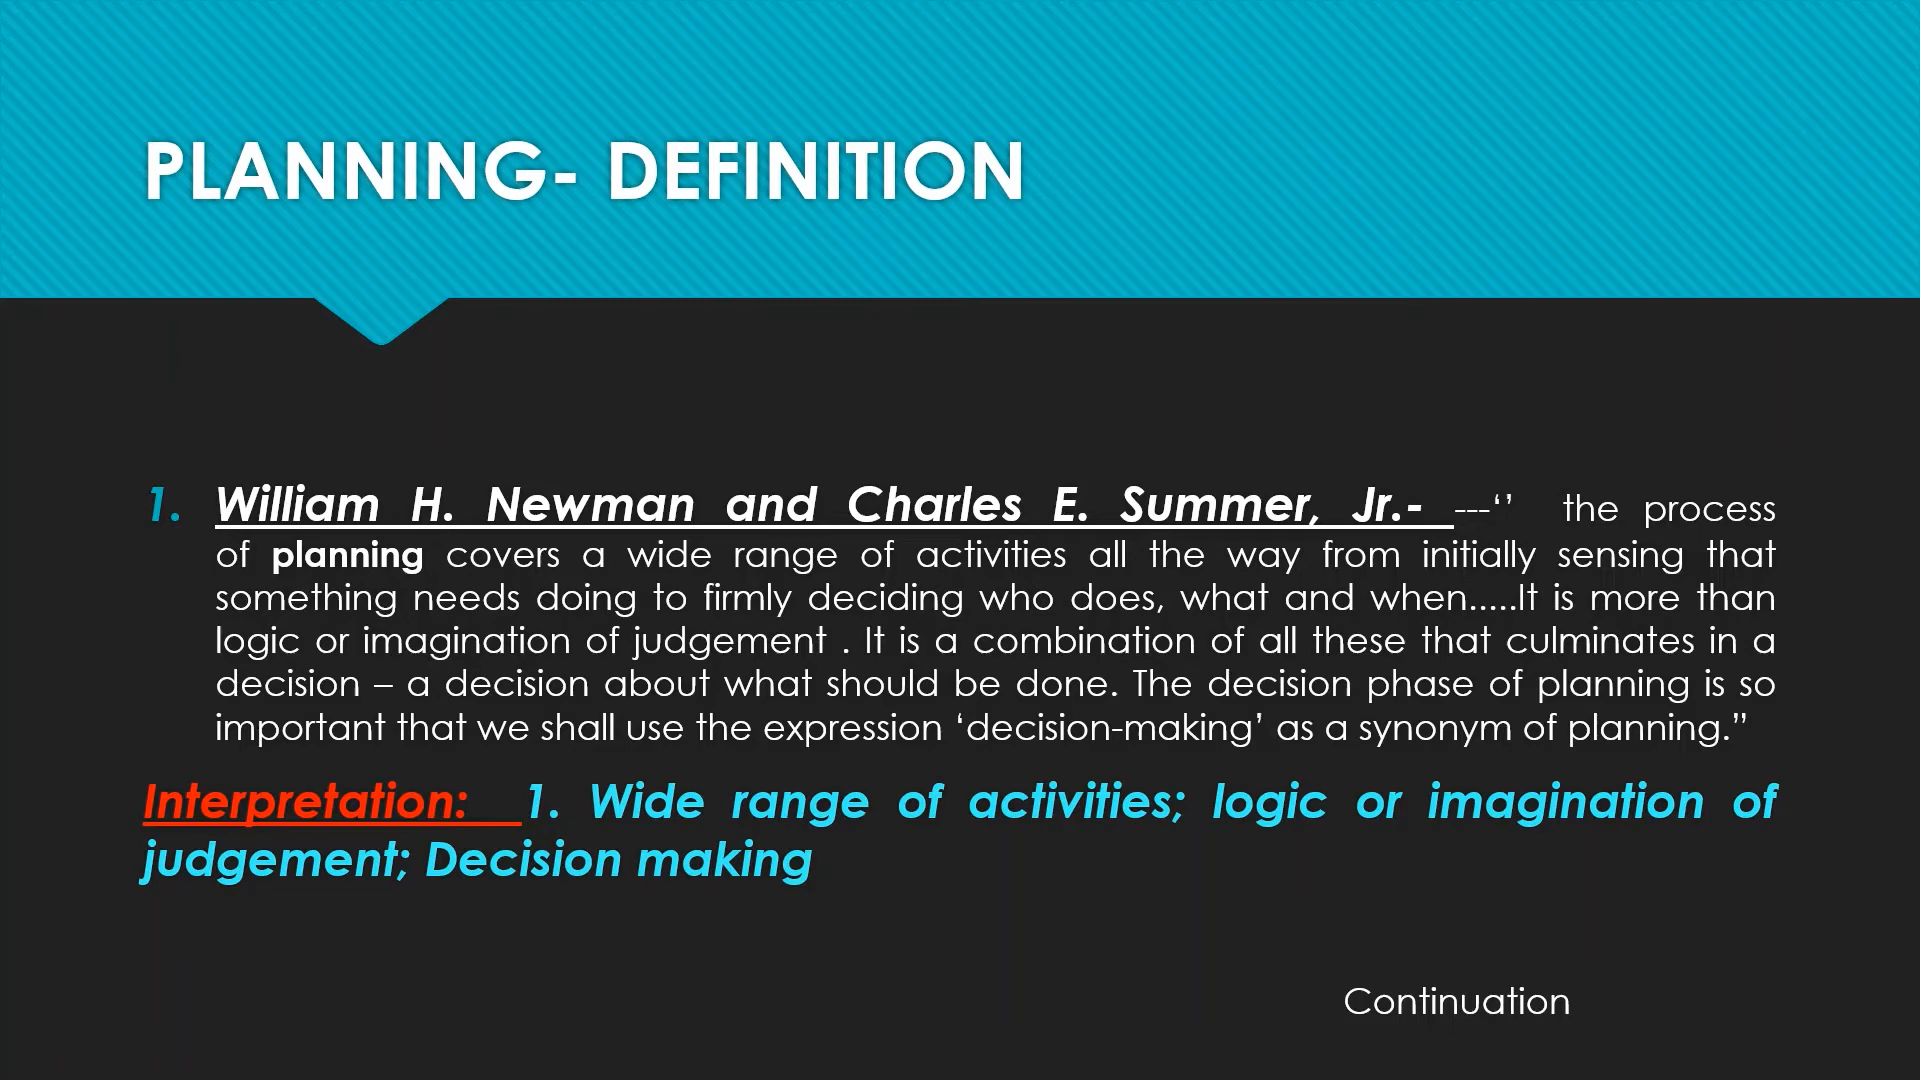 PLANNING- DEFINITION
1. William H. Newman and Charles E. Summer, Jr.- ---‘’ the process
of planning covers a wide range of activities all the way from initially sensing that
something needs doing to firmly deciding who does, what and when.....It is more than
logic or imagination of judgement . It is a combination of all these that culminates in a
decision – a decision about what should be done. The decision phase of planning is so
important that we shall use the expression ‘decision-making’ as a synonym of planning.”
Interpretation: 1. Wide range of activities; logic or imagination of
judgement; Decision making
Continuation